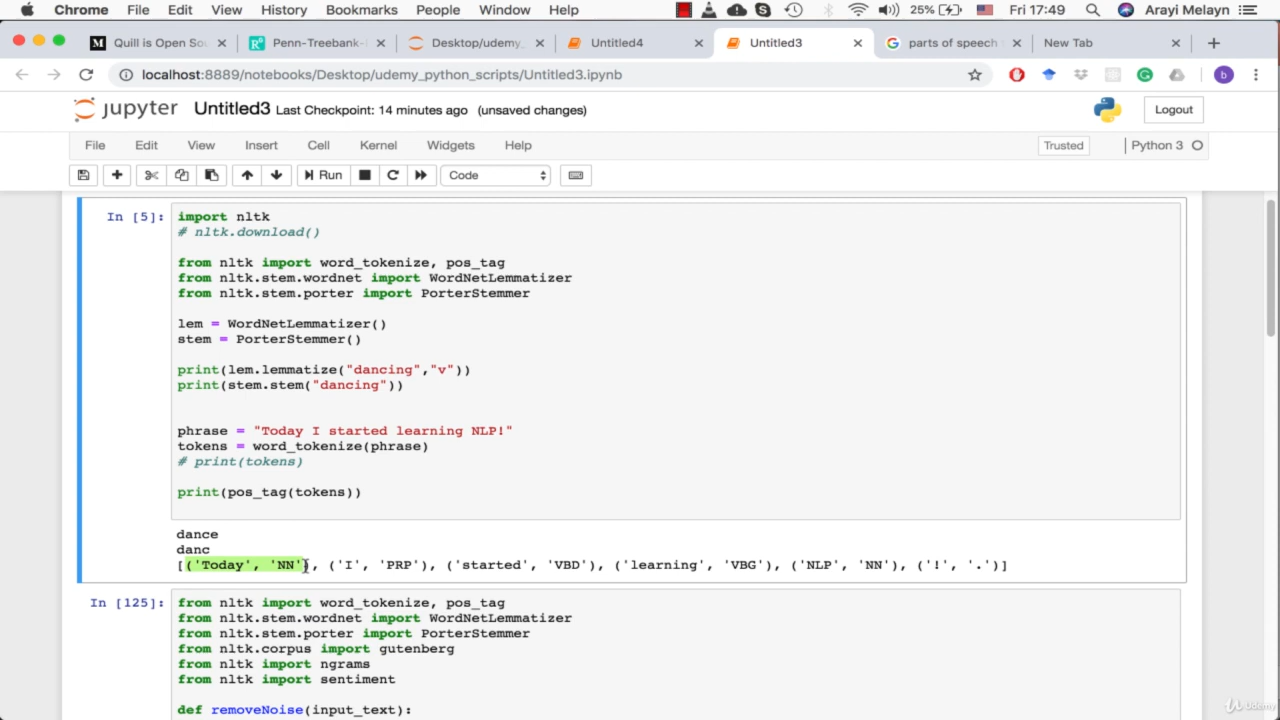 Chrome File Edit View History Bookmarks People Window Help 25% Fri 17:49 Arayi Melayn
Quill is Open So Penn-Treebank- Desktop/udemy_ Untitled4 Untitled3 parts of speech New Tab
localhost:8889/notebooks/Desktop/udemy_python_scripts/Untitled3.ipynb
jupyter Untitled3 Last Checkpoint: 14 minutes ago (unsaved changes) Logout
File Edit View Insert Cell Kernel Widgets Help Trusted Python 3
Run Code
In [5]: import nltk
# nltk.download()
from nltk import word_tokenize, pos_tag
from nltk.stem.wordnet import WordNetLemmatizer
from nltk.stem.porter import PorterStemmer
lem = WordNetLemmatizer()
stem = PorterStemmer()
print(lem.lemmatize("dancing","v"))
print(stem.stem("dancing"))
phrase = "Today I started learning NLP!"
tokens = word_tokenize(phrase)
# print(tokens)
print(pos_tag(tokens))
dance
danc
[('Today', 'NN'), ('I', 'PRP'), ('started', 'VBD'), ('learning', 'VBG'), ('NLP', 'NN'), ('!', '.')]
In [125]: from nltk import word_tokenize, pos_tag
from nltk.stem.wordnet import WordNetLemmatizer
from nltk.stem.porter import PorterStemmer
from nltk.corpus import gutenberg
from nltk import ngrams
from nltk import sentiment
def removeNoise(input_text):
Udemy